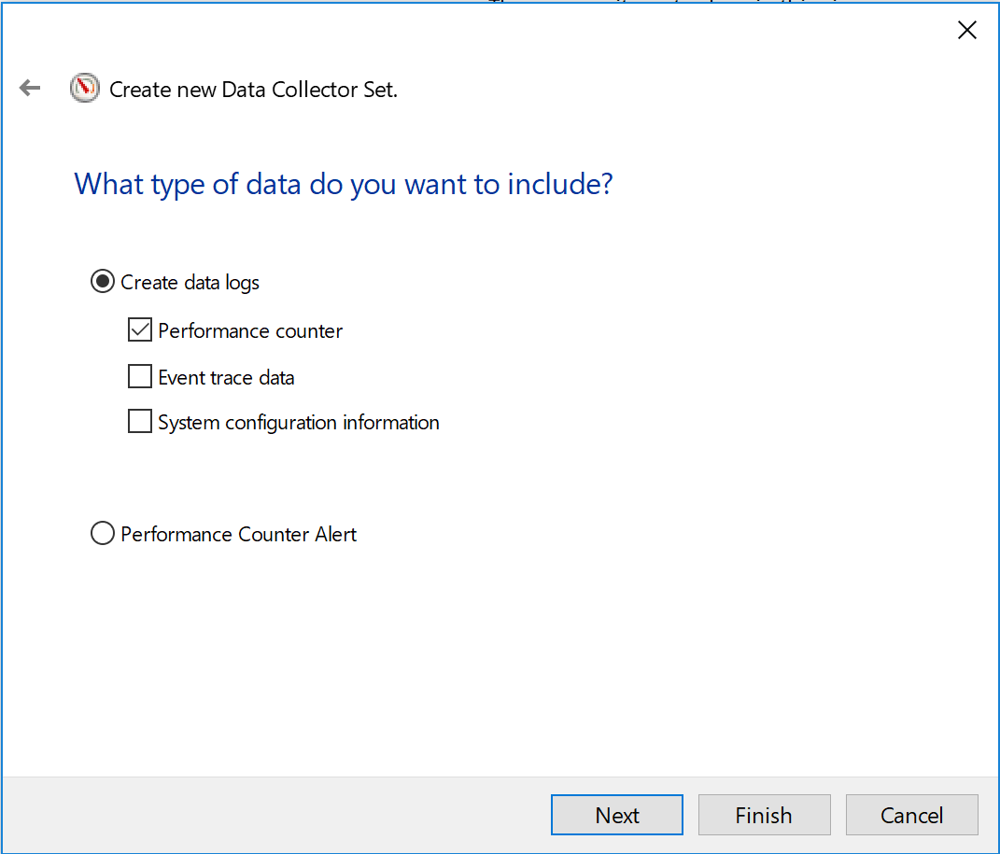 Create new Data Collector Set.
What type of data do you want to include?
Create data logs
Performance counter
Event trace data
System configuration information
Performance Counter Alert
Next
Finish
Cancel